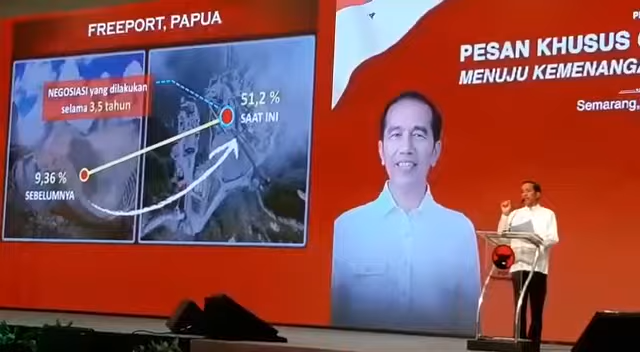 FREEPORT, PAPUA
NEGOSIASI yang dilakukan
selama 3,5 tahun
51,2 %
SAAT INI
9,36 %
SEBELUMNYA
PESAN KHUSUS
MENUJU KEMENANGA
Semarang,